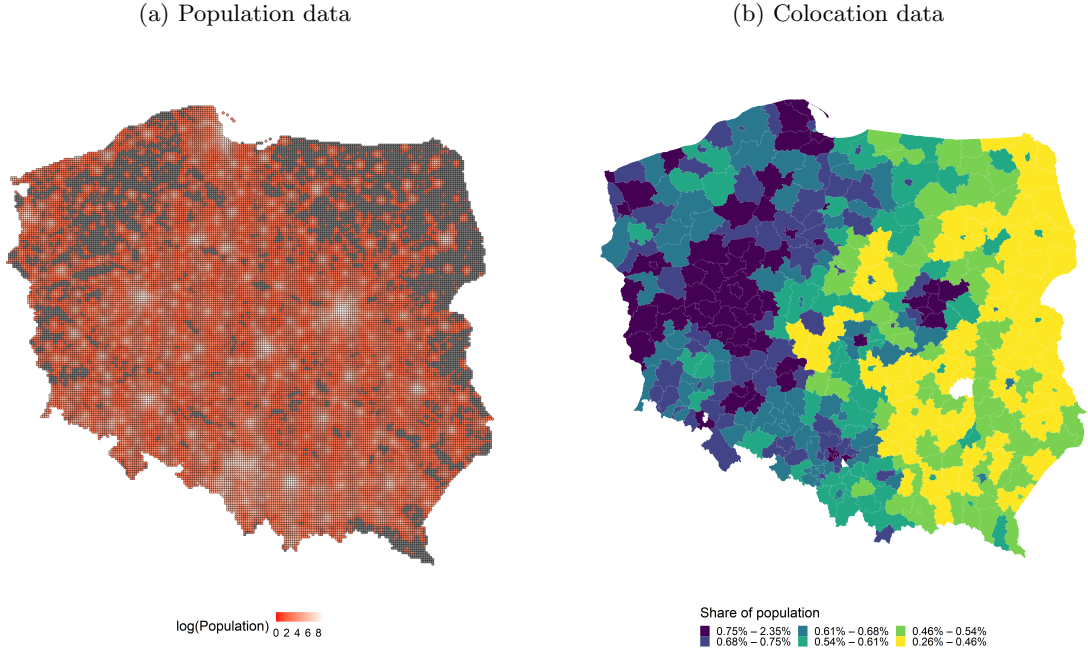 (a) Population data
(b) Colocation data
log(Population)
0 2 4 6 8
Share of population
0.75% – 2.35% 0.61% – 0.68% 0.46% – 0.54%
0.68% – 0.75% 0.54% – 0.61% 0.26% – 0.46%